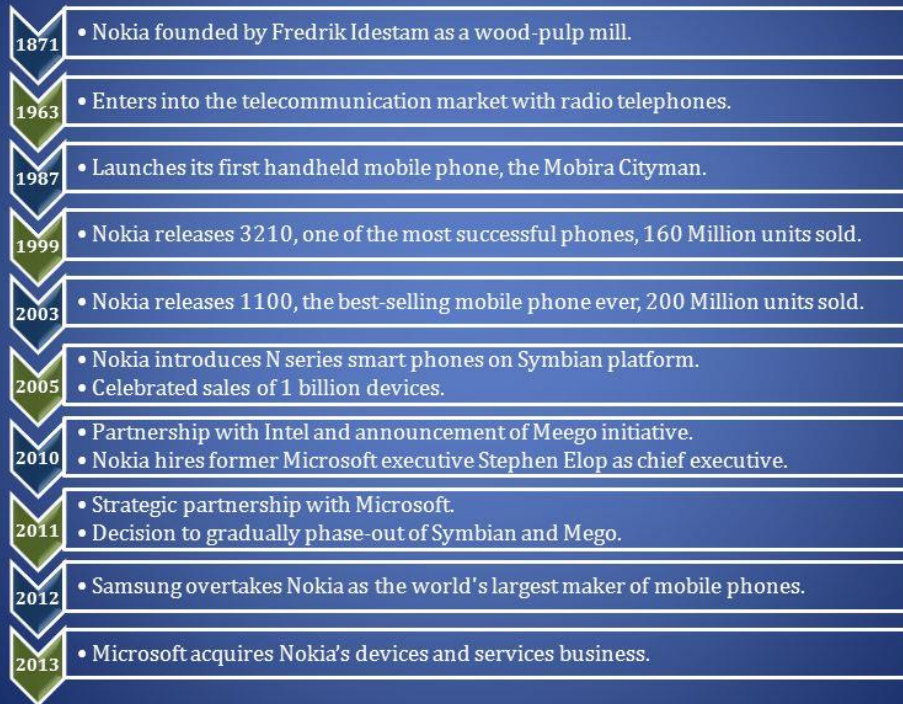 1871
• Nokia founded by Fredrik Idestam as a wood-pulp mill.
1963
• Enters into the telecommunication market with radio telephones.
1987
• Launches its first handheld mobile phone, the Mobira Cityman.
1999
• Nokia releases 3210, one of the most successful phones, 160 Million units sold.
2003
• Nokia releases 1100, the best-selling mobile phone ever, 200 Million units sold.
2005
• Nokia introduces N series smart phones on Symbian platform.
• Celebrated sales of 1 billion devices.
2010
• Partnership with Intel and announcement of Meego initiative.
• Nokia hires former Microsoft executive Stephen Elop as chief executive.
2011
• Strategic partnership with Microsoft.
• Decision to gradually phase-out of Symbian and Mego.
2012
• Samsung overtakes Nokia as the world's largest maker of mobile phones.
2013
• Microsoft acquires Nokia’s devices and services business.